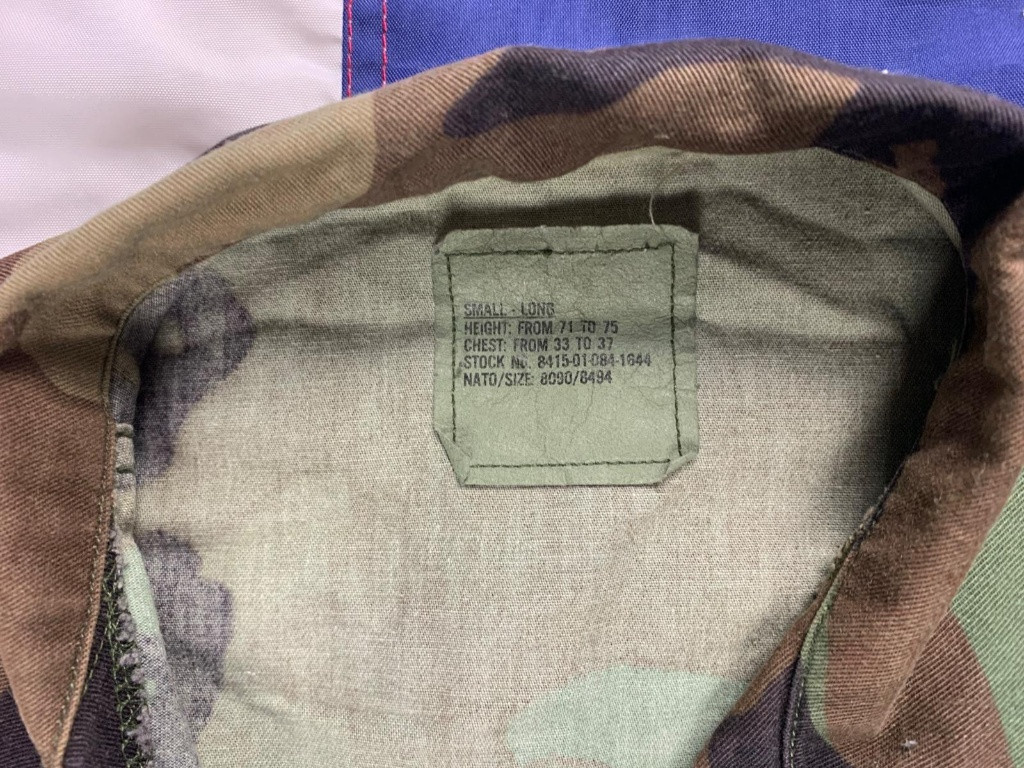 SMALL - LONG
HEIGHT: FROM 71 TO 75
CHEST: FROM 33 TO 37
STOCK No. 8415-01-084-1644
NATO/SIZE: 8090/8494